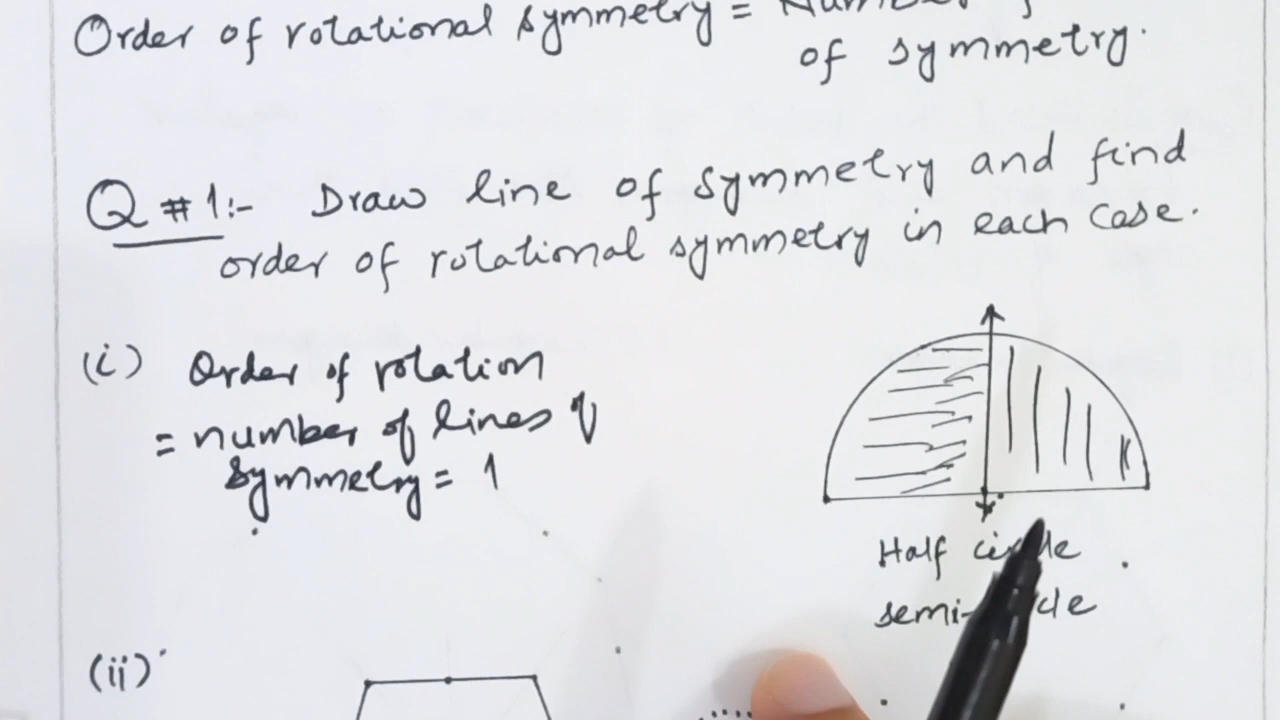 Order of rotational symmetry =
of symmetry.
Q #1:- Draw line of symmetry and find
order of rotational symmetry in each case.
(i) Order of rotation
= number of lines of
symmetry = 1
Half circle
(ii)